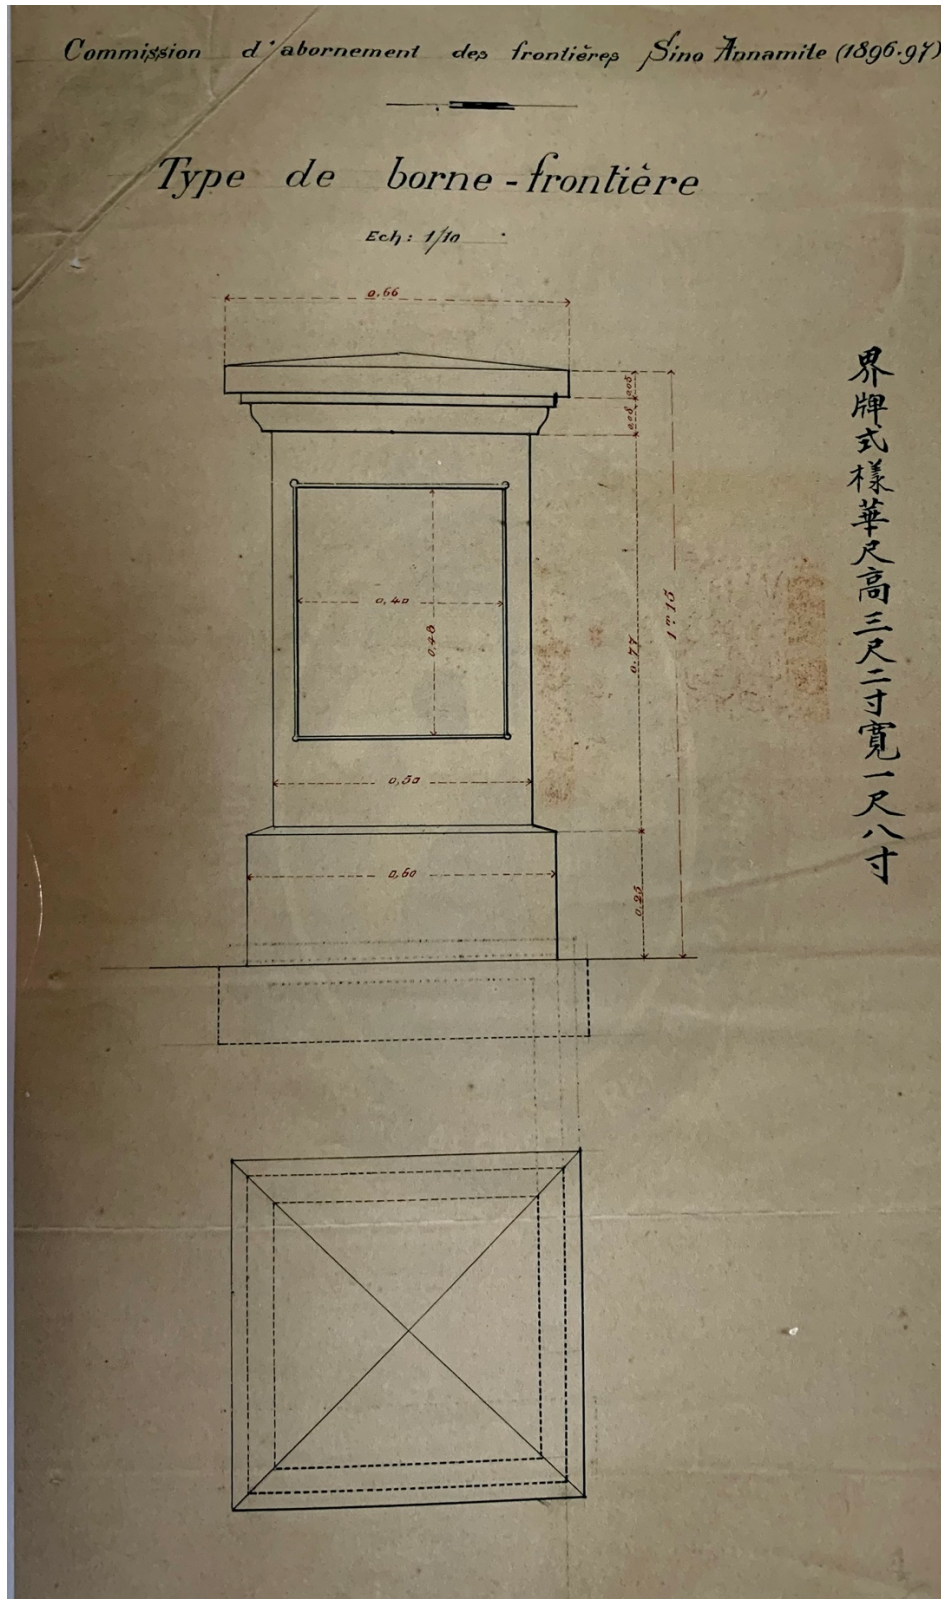 Commission d'abornement des frontières Sino Annamite (1896-97)
Type de borne-frontière
Ech: 1/10
0.66
0.05
0.08
0,40
0,48
0.77
1m15
0,50
0,60
0,25
界牌式樣華尺高三尺二寸寬一尺八寸